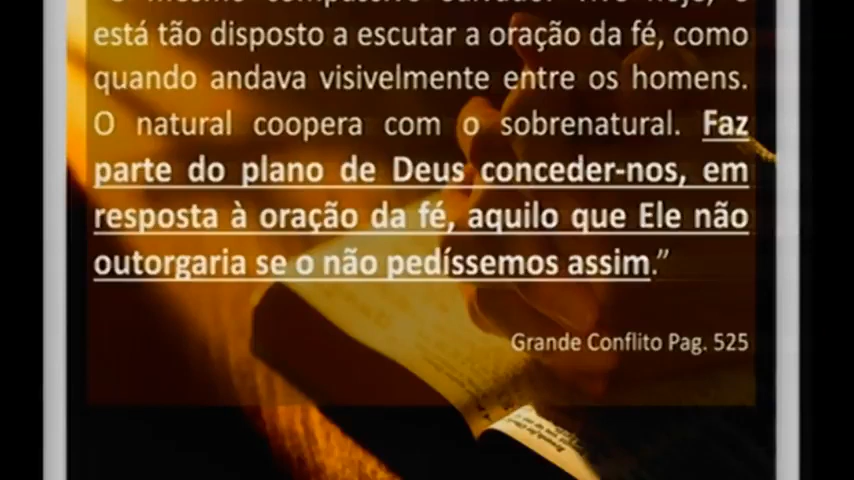 está tão disposto a escutar a oração da fé, como
quando andava visivelmente entre os homens.
O natural coopera com o sobrenatural. Faz
parte do plano de Deus conceder-nos, em
resposta à oração da fé, aquilo que Ele não
outorgaria se o não pedíssemos assim.”
Grande Conflito Pag. 525